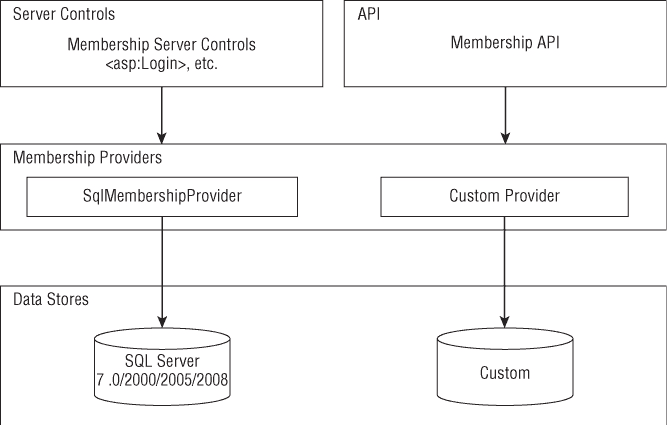 Server Controls
Membership Server Controls
<asp:Login>, etc.
API
Membership API
Membership Providers
SqlMembershipProvider
Custom Provider
Data Stores
SQL Server
7 .0/2000/2005/2008
Custom